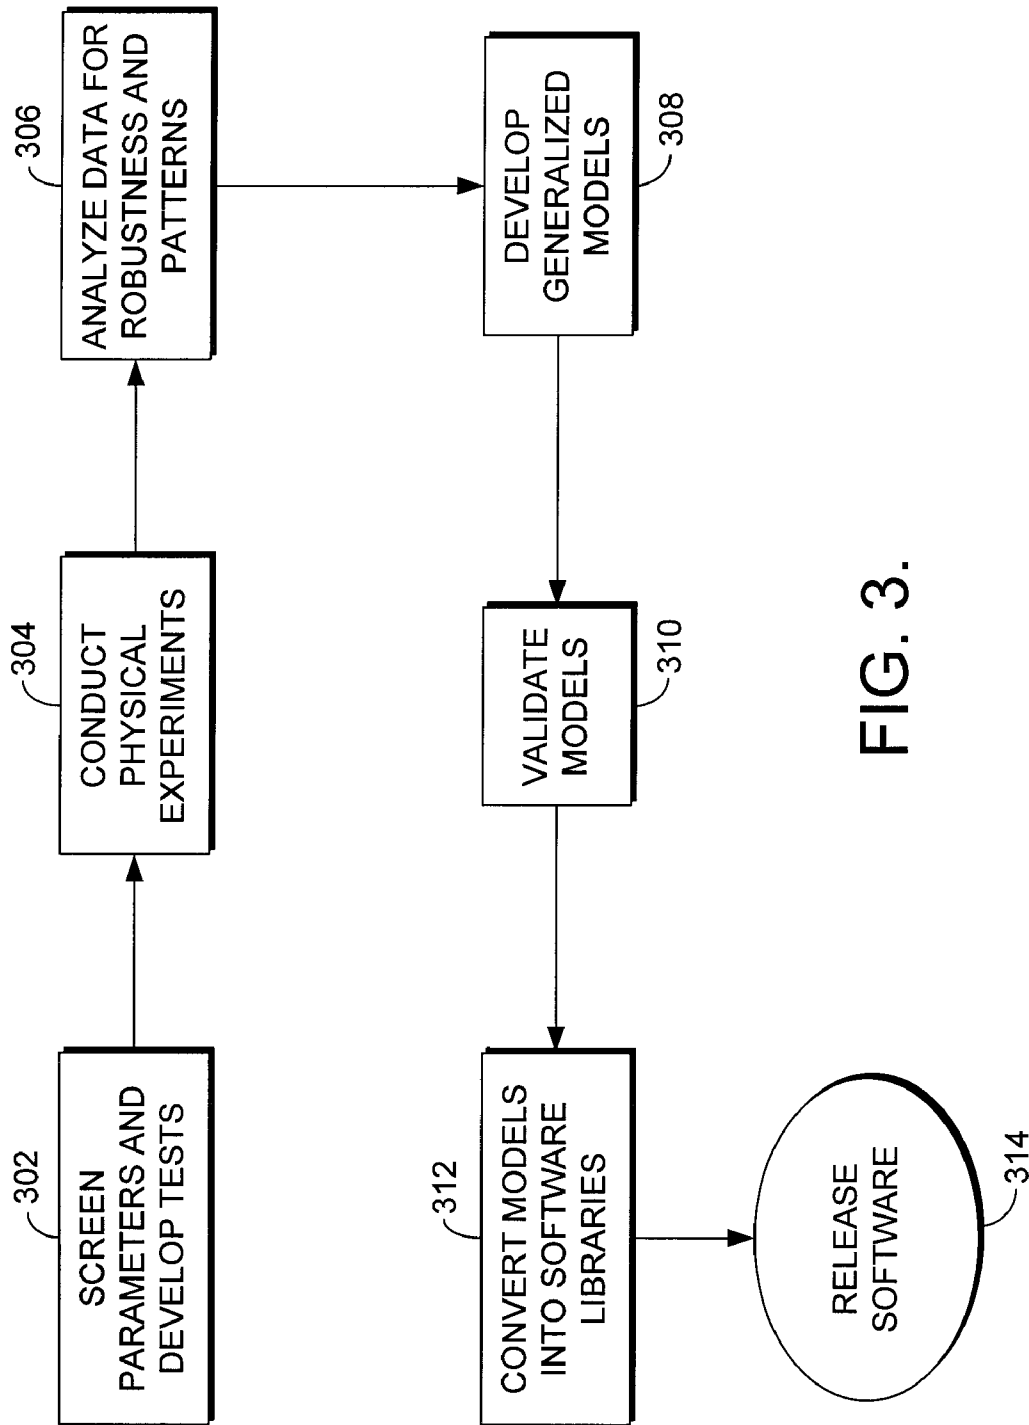 302
SCREEN
PARAMETERS AND
DEVELOP TESTS
304
CONDUCT
PHYSICAL
EXPERIMENTS
306
ANALYZE DATA FOR
ROBUSTNESS AND
PATTERNS
DEVELOP
GENERALIZED
MODELS
308
VALIDATE
MODELS
310
312
CONVERT MODELS
INTO SOFTWARE
LIBRARIES
RELEASE
SOFTWARE
314
FIG. 3.